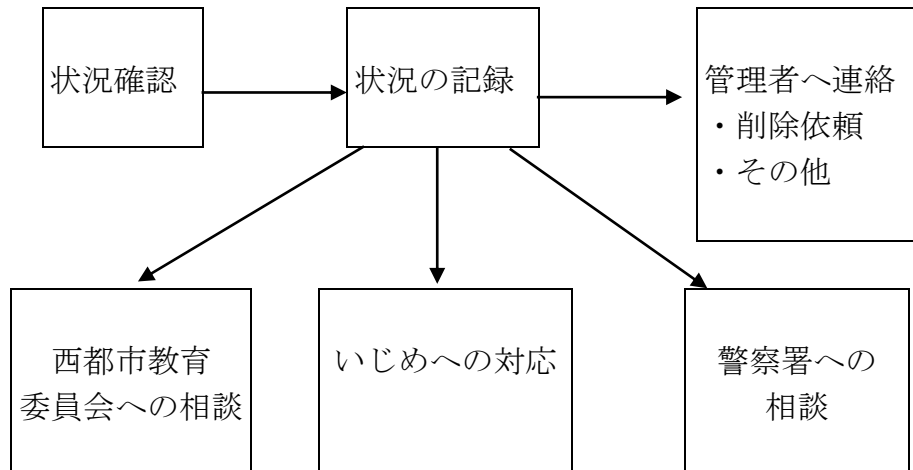 状況確認
状況の記録
管理者へ連絡
・削除依頼
・その他
西都市教育
委員会への相談
いじめへの対応
警察署への
相談